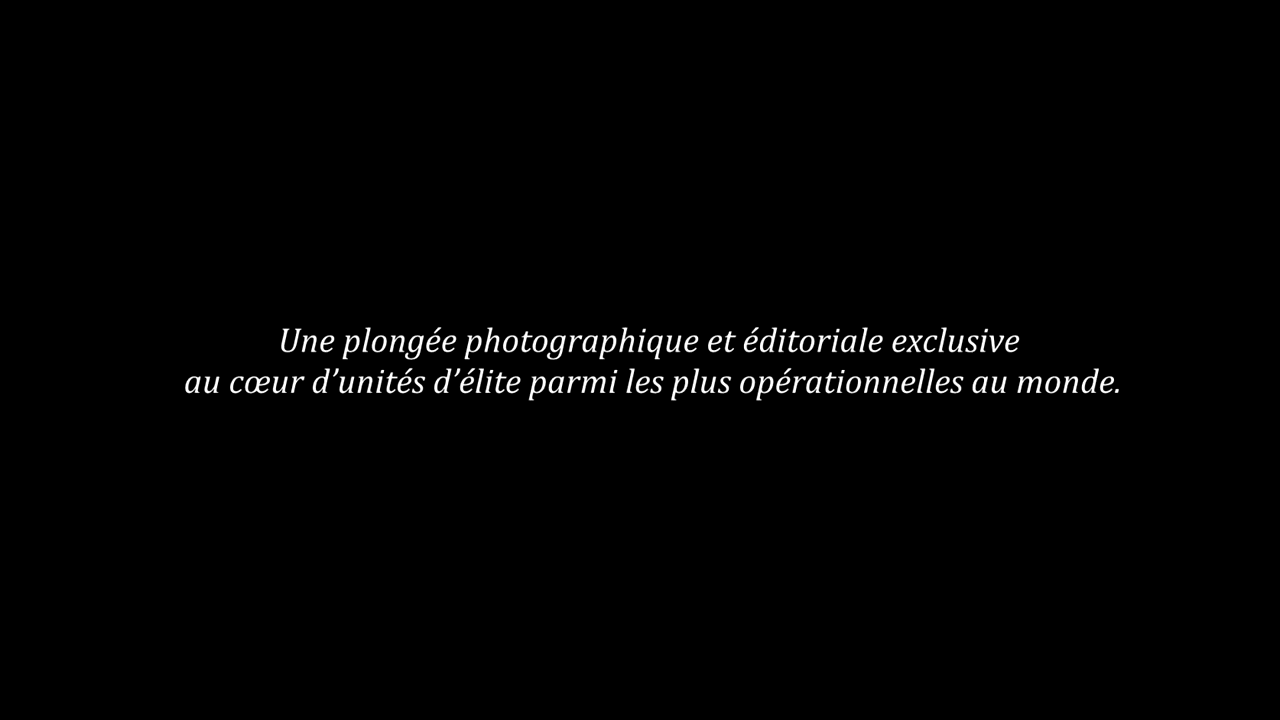 Une plongée photographique et éditoriale exclusive
au cœur d’unités d’élite parmi les plus opérationnelles au monde.